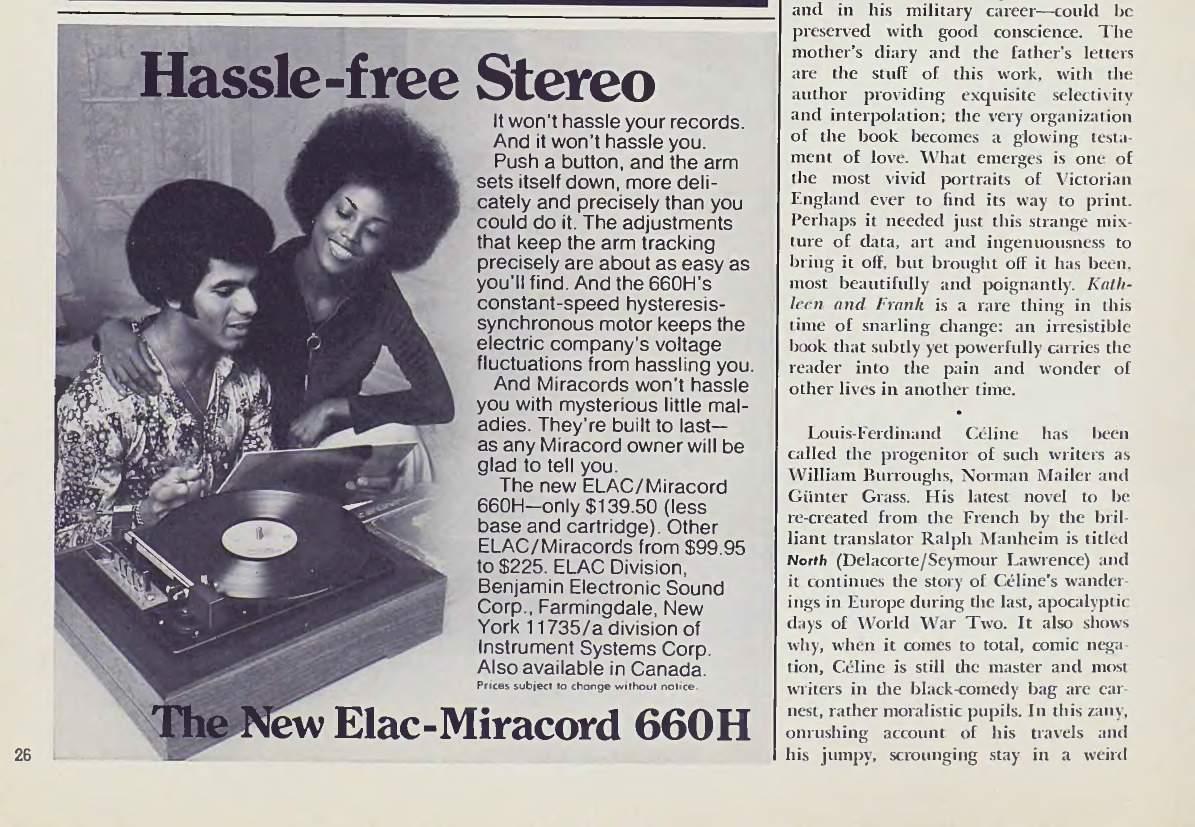 Hassle-free Stereo
It won't hassle your records.
And it won't hassle you.
Push a button, and the arm
sets itself down, more deli-
cately and precisely than you
could do it. The adjustments
that keep the arm tracking
precisely are about as easy as
you'll find. And the 660H's
constant-speed hysteresis-
synchronous motor keeps the
electric company's voltage
fluctuations from hassling you.
And Miracords won't hassle
you with mysterious little mal-
adies. They're built to last—
as any Miracord owner will be
glad to tell you.
The new ELAC/Miracord
660H—only $139.50 (less
base and cartridge). Other
ELAC/Miracords from $99.95
to $225. ELAC Division,
Benjamin Electronic Sound
Corp., Farmingdale, New
York 11735/a division of
Instrument Systems Corp.
Also available in Canada.
Prices subject to change without notice.
The New Elac-Miracord 660H
26
and in his military career—could be
preserved with good conscience. The
mother's diary and the father's letters
are the stuff of this work, with the
author providing exquisite selectivity
and interpolation; the very organization
of the book becomes a glowing testa-
ment of love. What emerges is one of
the most vivid portraits of Victorian
England ever to find its way to print.
Perhaps it needed just this strange mix-
ture of data, art and ingenuousness to
bring it off, but brought off it has been,
most beautifully and poignantly. Kath-
leen and Frank is a rare thing in this
time of snarling change: an irresistible
book that subtly yet powerfully carries the
reader into the pain and wonder of
other lives in another time.
•
Louis-Ferdinand Céline has been
called the progenitor of such writers as
William Burroughs, Norman Mailer and
Günter Grass. His latest novel to be
re-created from the French by the bril-
liant translator Ralph Manheim is titled
North (Delacorte/Seymour Lawrence) and
it continues the story of Céline's wander-
ings in Europe during the last, apocalyptic
days of World War Two. It also shows
why, when it comes to total, comic nega-
tion, Céline is still the master and most
writers in the black-comedy bag are ear-
nest, rather moralistic pupils. In this zany,
onrushing account of his travels and
his jumpy, scrounging stay in a weird